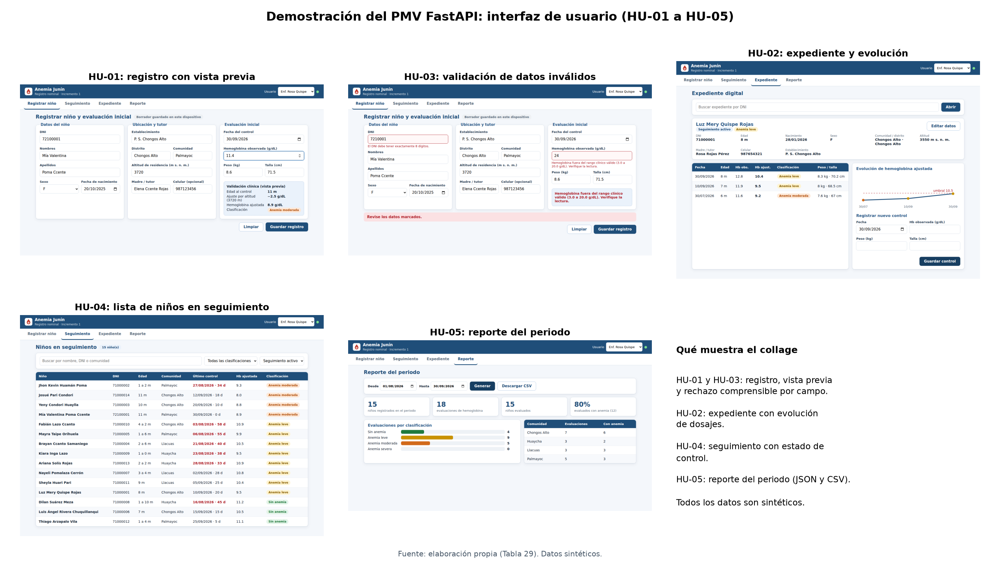 Demostración del PMV FastAPI: interfaz de usuario (HU-01 a HU-05)
HU-01: registro con vista previa
Anemia Junín
Registro nominal · Incremento 1
Usuario Enf. Rosa Quispe
Registrar niño Seguimiento Expediente Reporte
Registrar niño y evaluación inicial Borrador guardado en este dispositivo
Datos del niño
DNI
72100001
Nombres
Mía Valentina
Apellidos
Poma Ccente
Sexo Fecha de nacimiento
F 20/10/2025
Ubicación y tutor
Establecimiento
P. S. Chongos Alto
Distrito Comunidad
Chongos Alto Palmayoc
Altitud de residencia (m s. n. m.)
3720
Madre / tutor Celular (opcional)
Elena Ccente Rojas 987123456
Evaluación inicial
Fecha del control
30/09/2026
Hemoglobina observada (g/dL)
11.4
Peso (kg) Talla (cm)
8.6 71.5
Validación clínica (vista previa)
Edad al control 11 m
Ajuste por altitud (3720 m) −2.5 g/dL
Hemoglobina ajustada 8.9 g/dL
Clasificación Anemia moderada
Limpiar Guardar registro
HU-03: validación de datos inválidos
Anemia Junín
Registro nominal · Incremento 1
Usuario Enf. Rosa Quispe
Registrar niño Seguimiento Expediente Reporte
Registrar niño y evaluación inicial Borrador guardado en este dispositivo
Datos del niño
DNI
7210001
El DNI debe tener exactamente 8 dígitos.
Nombres
Mía Valentina
Apellidos
Poma Ccente
Sexo Fecha de nacimiento
F 20/10/2025
Ubicación y tutor
Establecimiento
P. S. Chongos Alto
Distrito Comunidad
Chongos Alto Palmayoc
Altitud de residencia (m s. n. m.)
3720
Madre / tutor Celular (opcional)
Elena Ccente Rojas 987123456
Evaluación inicial
Fecha del control
30/09/2026
Hemoglobina observada (g/dL)
24
Hemoglobina fuera del rango clínico válido (3.0 a
20.0 g/dL). Verifique la lectura.
Peso (kg) Talla (cm)
8.6 71.5
Hemoglobina fuera del rango clínico
válido (3.0 a 20.0 g/dL). Verifique la
lectura.
Revise los datos marcados.
Limpiar Guardar registro
HU-02: expediente y evolución
Anemia Junín
Registro nominal · Incremento 1
Usuario Enf. Rosa Quispe
Registrar niño Seguimiento Expediente Reporte
Expediente digital
Buscar expediente por DNI Abrir
Luz Mery Quispe Rojas Editar datos
Seguimiento activo Anemia leve
DNI Edad Nacimiento Sexo Comunidad / distrito Altitud
71000001 8 m 28/01/2026 F Chongos Alto · 3550 m s. n. m.
Chongos Alto
Madre / tutor Celular Establecimiento
Rosa Rojas Pérez 987654321 P. S. Chongos Alto
Fecha Edad Hb obs. Hb ajust. Clasificación Peso / talla
30/09/2026 8 m 12.8 10.4 Anemia leve 8.3 kg · 70.2 cm
10/09/2026 7 m 11.9 9.5 Anemia leve 8 kg · 68.5 cm
30/07/2026 6 m 11.6 9.2 Anemia moderada 7.6 kg · 67 cm
Evolución de hemoglobina ajustada
umbral 10.5
30/07 10/09 30/09
Registrar nuevo control
Fecha Hb observada (g/dL)
30/09/2026
Peso (kg) Talla (cm)
Guardar control
HU-04: lista de niños en seguimiento
Anemia Junín
Registro nominal · Incremento 1
Usuario Enf. Rosa Quispe
Registrar niño Seguimiento Expediente Reporte
Niños en seguimiento 15 niño(s)
Buscar por nombre, DNI o comunidad Todas las clasificaciones Seguimiento activo
Niño DNI Edad Comunidad Último control Hb ajustada Clasificación
Jhon Kevin Huamán Poma 71000002 1 a 2 m Palmayoc 27/08/2026 · 34 d 9.3 Anemia moderada
Josué Pari Condori 71000014 11 m Chongos Alto 12/09/2026 · 18 d 8.0 Anemia moderada
Yeny Condori Huaylla 71000003 10 m Chongos Alto 20/09/2026 · 10 d 8.8 Anemia moderada
Mía Valentina Poma Ccente 72100001 11 m Palmayoc 30/09/2026 · 0 d 8.9 Anemia moderada
Fabián Lazo Ccanto 71000010 4 a 2 m Chongos Alto 03/08/2026 · 58 d 10.9 Anemia leve
Mayra Taipe Orihuela 71000005 1 a 6 m Palmayoc 06/08/2026 · 55 d 9.9 Anemia leve
Brayan Ccanto Samaniego 71000004 2 a 6 m Llacuas 21/08/2026 · 40 d 10.5 Anemia leve
Kiara Inga Lazo 71000009 1 a 0 m Huaycha 23/08/2026 · 38 d 9.5 Anemia leve
Ariana Solís Rojas 71000013 2 a 2 m Huaycha 28/08/2026 · 33 d 10.9 Anemia leve
Nayeli Pomalaza Cerrón 71000007 3 a 4 m Llacuas 02/09/2026 · 28 d 10.8 Anemia leve
Sheyla Huari Pari 71000011 9 m Llacuas 05/09/2026 · 25 d 10.4 Anemia leve
Luz Mery Quispe Rojas 71000001 8 m Chongos Alto 10/09/2026 · 20 d 9.5 Anemia leve
Dilan Suárez Meza 71000008 1 a 10 m Huaycha 16/08/2026 · 45 d 11.2 Sin anemia
Luis Ángel Rivera Chuquillanqui 71000006 7 m Chongos Alto 15/09/2026 · 15 d 10.5 Sin anemia
Thiago Arzapalo Vila 71000012 1 a 4 m Palmayoc 25/09/2026 · 5 d 11.1 Sin anemia
HU-05: reporte del periodo
Anemia Junín
Registro nominal · Incremento 1
Usuario Enf. Rosa Quispe
Registrar niño Seguimiento Expediente Reporte
Reporte del periodo
Desde 01/08/2026 Hasta 30/09/2026 Generar Descargar CSV
15 18 15 80%
niños registrados en el periodo evaluaciones de hemoglobina niños evaluados evaluados con anemia (12)
Evaluaciones por clasificación
Sin anemia 4
Anemia leve 9
Anemia moderada 5
Anemia severa 0
Comunidad Evaluaciones Con anemia
Chongos Alto 7 6
Huaycha 3 2
Llacuas 3 3
Palmayoc 5 3
Qué muestra el collage
HU-01 y HU-03: registro, vista previa
y rechazo comprensible por campo.
HU-02: expediente con evolución
de dosajes.
HU-04: seguimiento con estado de
control.
HU-05: reporte del periodo (JSON y CSV).
Todos los datos son sintéticos.
Fuente: elaboración propia (Tabla 29). Datos sintéticos.